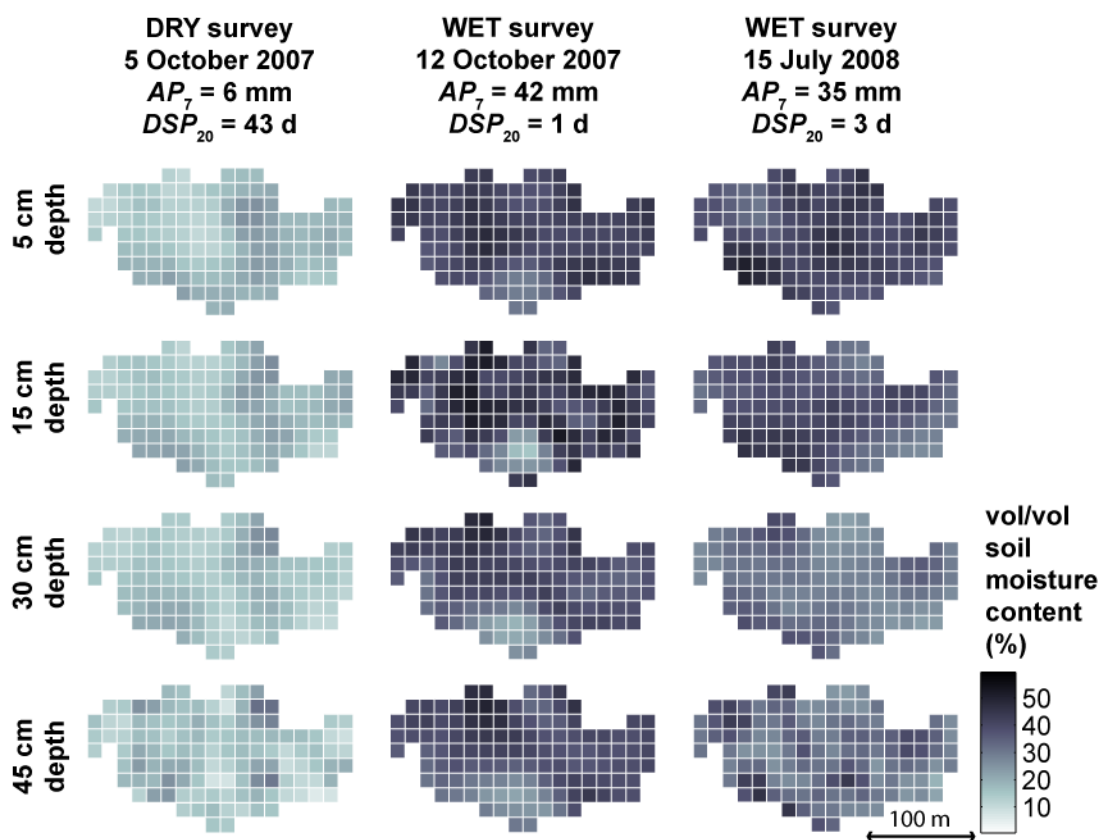 DRY survey
5 October 2007
AP7 = 6 mm
DSP20 = 43 d
WET survey
12 October 2007
AP7 = 42 mm
DSP20 = 1 d
WET survey
15 July 2008
AP7 = 35 mm
DSP20 = 3 d
5 cm
depth
15 cm
depth
30 cm
depth
45 cm
depth
vol/vol
soil
moisture
content
(%)
50
40
30
20
10
100 m